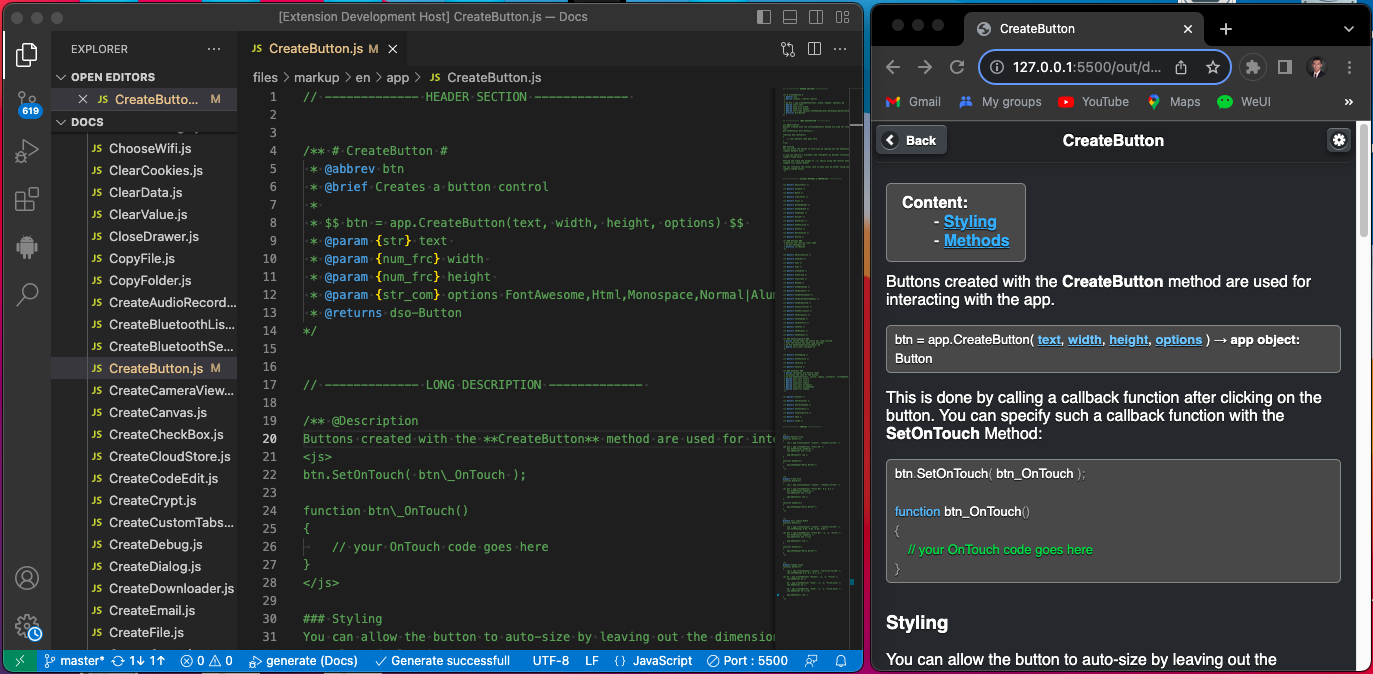 [Extension Development Host] CreateButton.js — Docs
EXPLORER
OPEN EDITORS
JS CreateButto... M
619
DOCS
JS ChooseWifi.js
JS ClearCookies.js
JS ClearData.js
JS ClearValue.js
JS CloseDrawer.js
JS CopyFile.js
JS CopyFolder.js
JS CreateAudioRecord...
JS CreateBluetoothLis...
JS CreateBluetoothSe...
JS CreateButton.js M
JS CreateCameraView...
JS CreateCanvas.js
JS CreateCheckBox.js
JS CreateCloudStore.js
JS CreateCodeEdit.js
JS CreateCrypt.js
JS CreateCustomTabs...
JS CreateDebug.js
JS CreateDialog.js
JS CreateDownloader.js
JS CreateEmail.js
JS CreateFile.js
JS CreateButton.js M
files > markup > en > app > JS CreateButton.js
1 // ------------- HEADER SECTION -------------
2
3
4 /** # CreateButton #
5 * @abbrev btn
6 * @brief Creates a button control
7 *
8 * $$ btn = app.CreateButton(text, width, height, options) $$
9 * @param {str} text
10 * @param {num_frc} width
11 * @param {num_frc} height
12 * @param {str_com} options FontAwesome,Html,Monospace,Normal|Alu
13 * @returns dso-Button
14 */
15
16
17 // ------------- LONG DESCRIPTION -------------
18
19 /** @Description
20 Buttons created with the **CreateButton** method are used for inte
21 <js>
22 btn.SetOnTouch( btn\_OnTouch );
23
24 function btn\_OnTouch()
25 {
26 // your OnTouch code goes here
27 }
28 </js>
29
30 ### Styling
31 You can allow the button to auto-size by leaving out the dimension
master* 1↓ 1↑ 0 0 generate (Docs) Generate successfull UTF-8 LF {} JavaScript Port : 5500
CreateButton
127.0.0.1:5500/out/d...
Gmail My groups YouTube Maps WeUI »
Back
CreateButton
Content:
- Styling
- Methods
Buttons created with the CreateButton method are used for
interacting with the app.
btn = app.CreateButton( text, width, height, options ) → app object:
Button
This is done by calling a callback function after clicking on the
button. You can specify such a callback function with the
SetOnTouch Method:
btn.SetOnTouch( btn_OnTouch );
function btn_OnTouch()
{
// your OnTouch code goes here
}
Styling
You can allow the button to auto-size by leaving out the